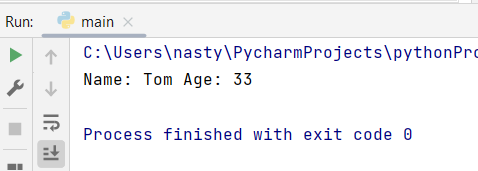 Run: main
C:\Users\nasty\PycharmProjects\pythonPro
Name: Tom Age: 33
Process finished with exit code 0